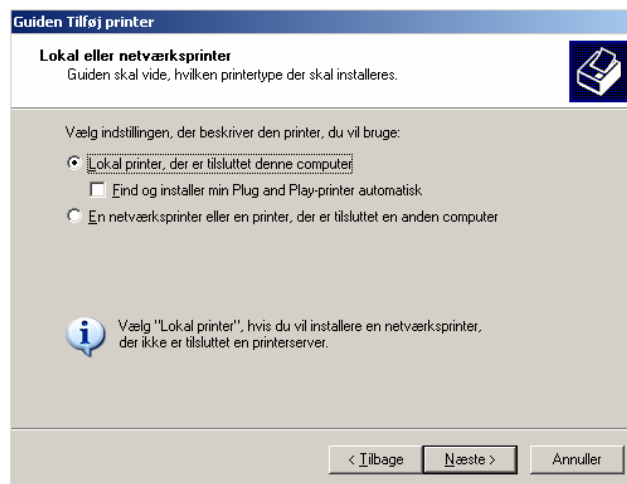 Guiden Tilføj printer
Lokal eller netværksprinter
Guiden skal vide, hvilken printertype der skal installeres.
Vælg indstillingen, der beskriver den printer, du vil bruge:
Lokal printer, der er tilsluttet denne computer
Find og installer min Plug and Play-printer automatisk
En netværksprinter eller en printer, der er tilsluttet en anden computer
Vælg "Lokal printer", hvis du vil installere en netværksprinter,
der ikke er tilsluttet en printerserver.
< Tilbage
Næste >
Annuller